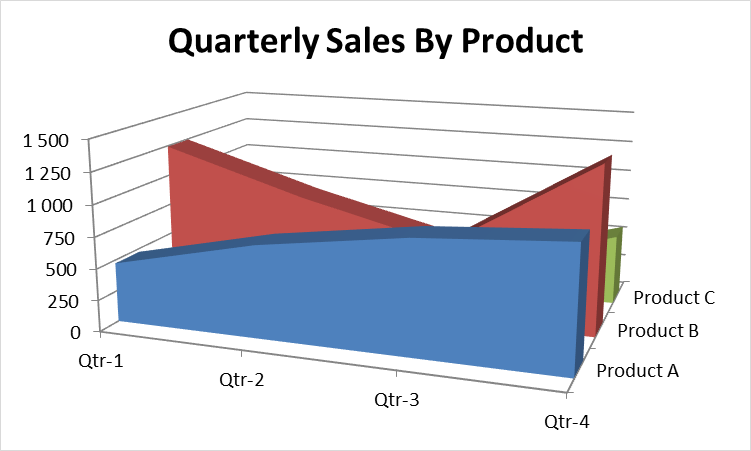 Quarterly Sales By Product
1 500
1 250
1 000
750
500
250
0
Qtr-1
Qtr-2
Qtr-3
Qtr-4
Product C
Product B
Product A